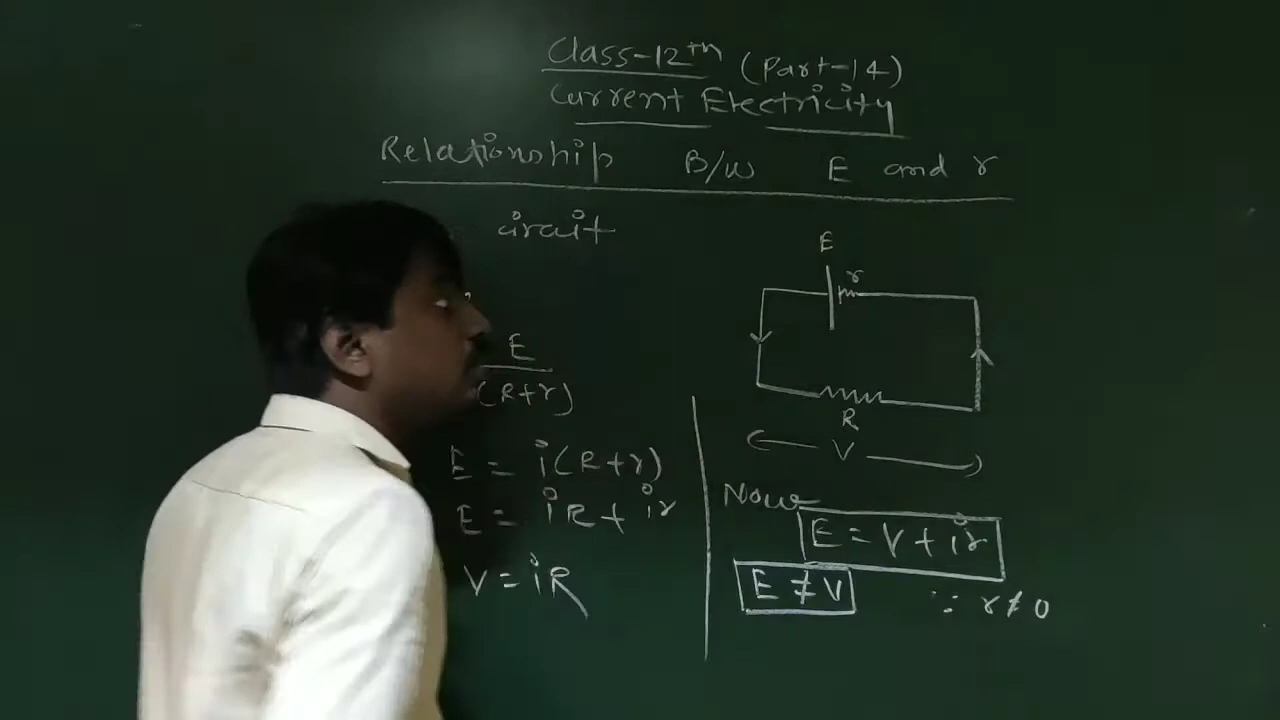 Class-12th (Part-14)
Current Electricity
Relationship B/W E and r
circuit
E
(R+r)
E = i(R+r)
E = iR + ir
V = iR
E
r
R
V
Now
E = V + ir
E ≠ V ∵ r ≠ 0